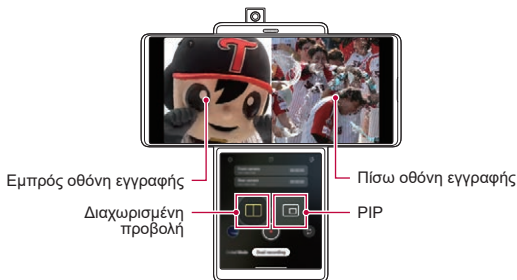 T
Εμπρός οθόνη εγγραφής
Πίσω οθόνη εγγραφής
Διαχωρισμένη
προβολή
PIP
Dual recording